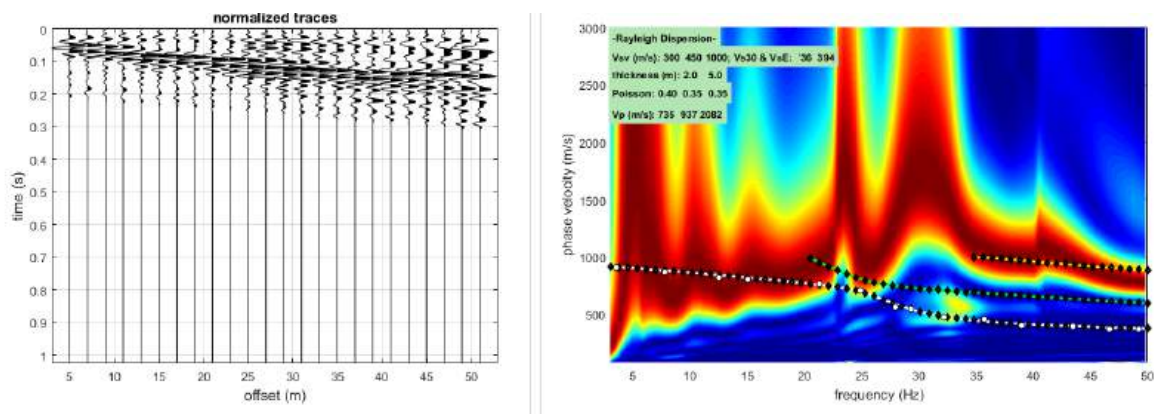 normalized traces
0
0.1
0.2
0.3
0.4
0.5
0.6
0.7
0.8
0.9
1
time (s)
5 10 15 20 25 30 35 40 45 50
offset (m)
3000
2500
2000
1500
1000
500
phase velocity (m/s)
-Rayleigh Dispersion-
Vsv (m/s): 300 450 1000; Vs30 & VsE: 394
thickness (m): 2.0 5.0
Poisson: 0.40 0.35 0.35
Vp (m/s): 735 937 2082
5 10 15 20 25 30 35 40 45 50
frequency (Hz)